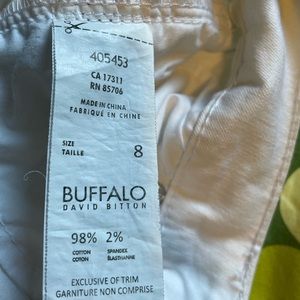 405453
CA 17311
RN 85706
MADE IN CHINA
FABRIQUÉ EN CHINE
SIZE
TAILLE 8
BUFFALO
DAVID BITTON
98% 2%
COTTON SPANDEX
COTON ÉLASTHANNE
EXCLUSIVE OF TRIM
GARNITURE NON COMPRISE